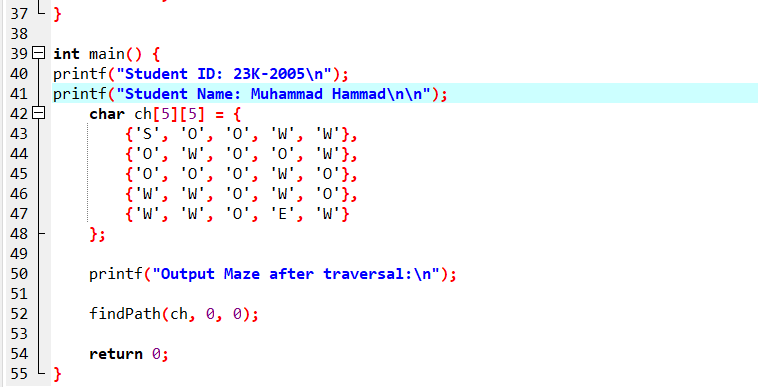 37 }
38
39 int main() {
40 printf("Student ID: 23K-2005\n");
41 printf("Student Name: Muhammad Hammad\n\n");
42 char ch[5][5] = {
43 {'S', 'O', 'O', 'W', 'W'},
44 {'O', 'W', 'O', 'O', 'W'},
45 {'O', 'O', 'O', 'W', 'O'},
46 {'W', 'W', 'O', 'W', 'O'},
47 {'W', 'W', 'O', 'E', 'W'}
48 };
49
50 printf("Output Maze after traversal:\n");
51
52 findPath(ch, 0, 0);
53
54 return 0;
55 }